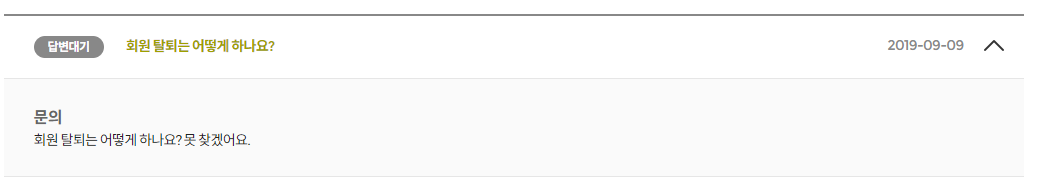 답변대기 회원 탈퇴는 어떻게 하나요? 2019-09-09
문의
회원 탈퇴는 어떻게 하나요? 못 찾겠어요.